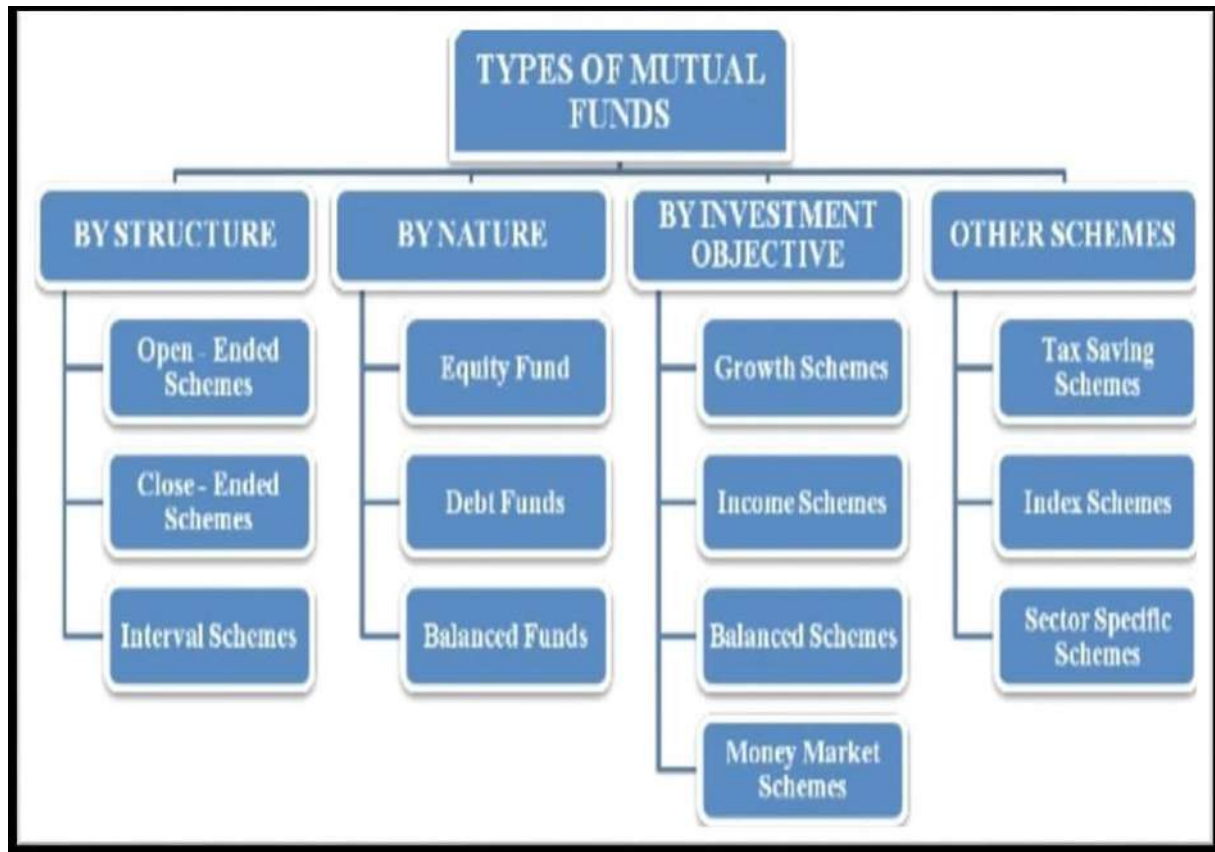 TYPES OF MUTUAL
FUNDS
BY STRUCTURE
Open - Ended
Schemes
Close - Ended
Schemes
Interval Schemes
BY NATURE
Equity Fund
Debt Funds
Balanced Funds
BY INVESTMENT
OBJECTIVE
Growth Schemes
Income Schemes
Balanced Schemes
Money Market
Schemes
OTHER SCHEMES
Tax Saving
Schemes
Index Schemes
Sector Specific
Schemes